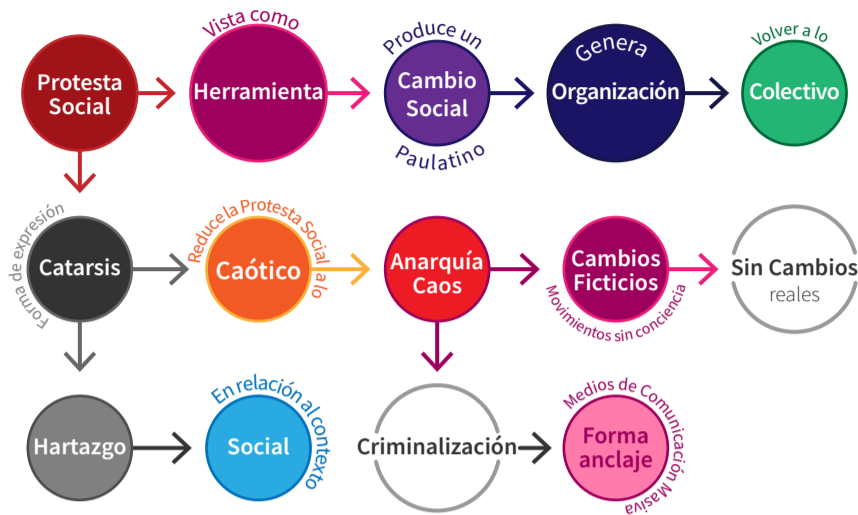 Protesta
Social
Vista como
Herramienta
Produce un
Cambio
Social
Paulatino
Genera
Organización
Volver a lo
Colectivo
Forma de expresión
Catarsis
Reduce la Protesta Social a lo
Caótico
Anarquía
Caos
Cambios
Ficticios
Movimientos sin conciencia
Sin Cambios
reales
Hartazgo
En relación al contexto
Social
Criminalización
Medios de Comunicación Masiva
Forma
anclaje